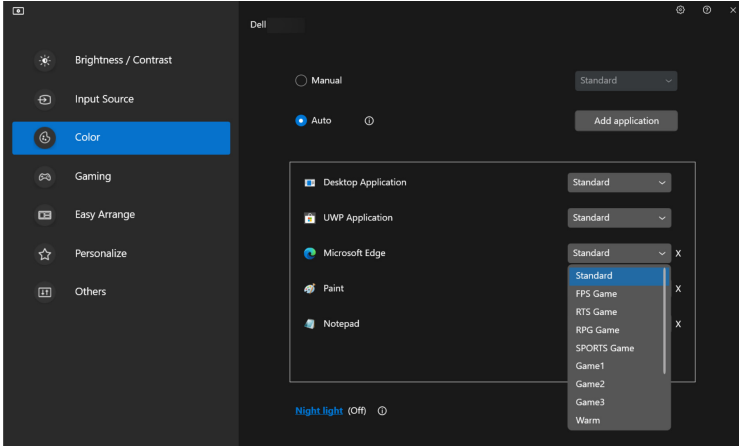 Dell
Brightness / Contrast
Input Source
Color
Gaming
Easy Arrange
Personalize
Others
Manual
Standard
Auto
Add application
Desktop Application
Standard
UWP Application
Standard
Microsoft Edge
Standard
X
Paint
X
Notepad
X
Standard
FPS Game
RTS Game
RPG Game
SPORTS Game
Game1
Game2
Game3
Warm
Night light (Off)